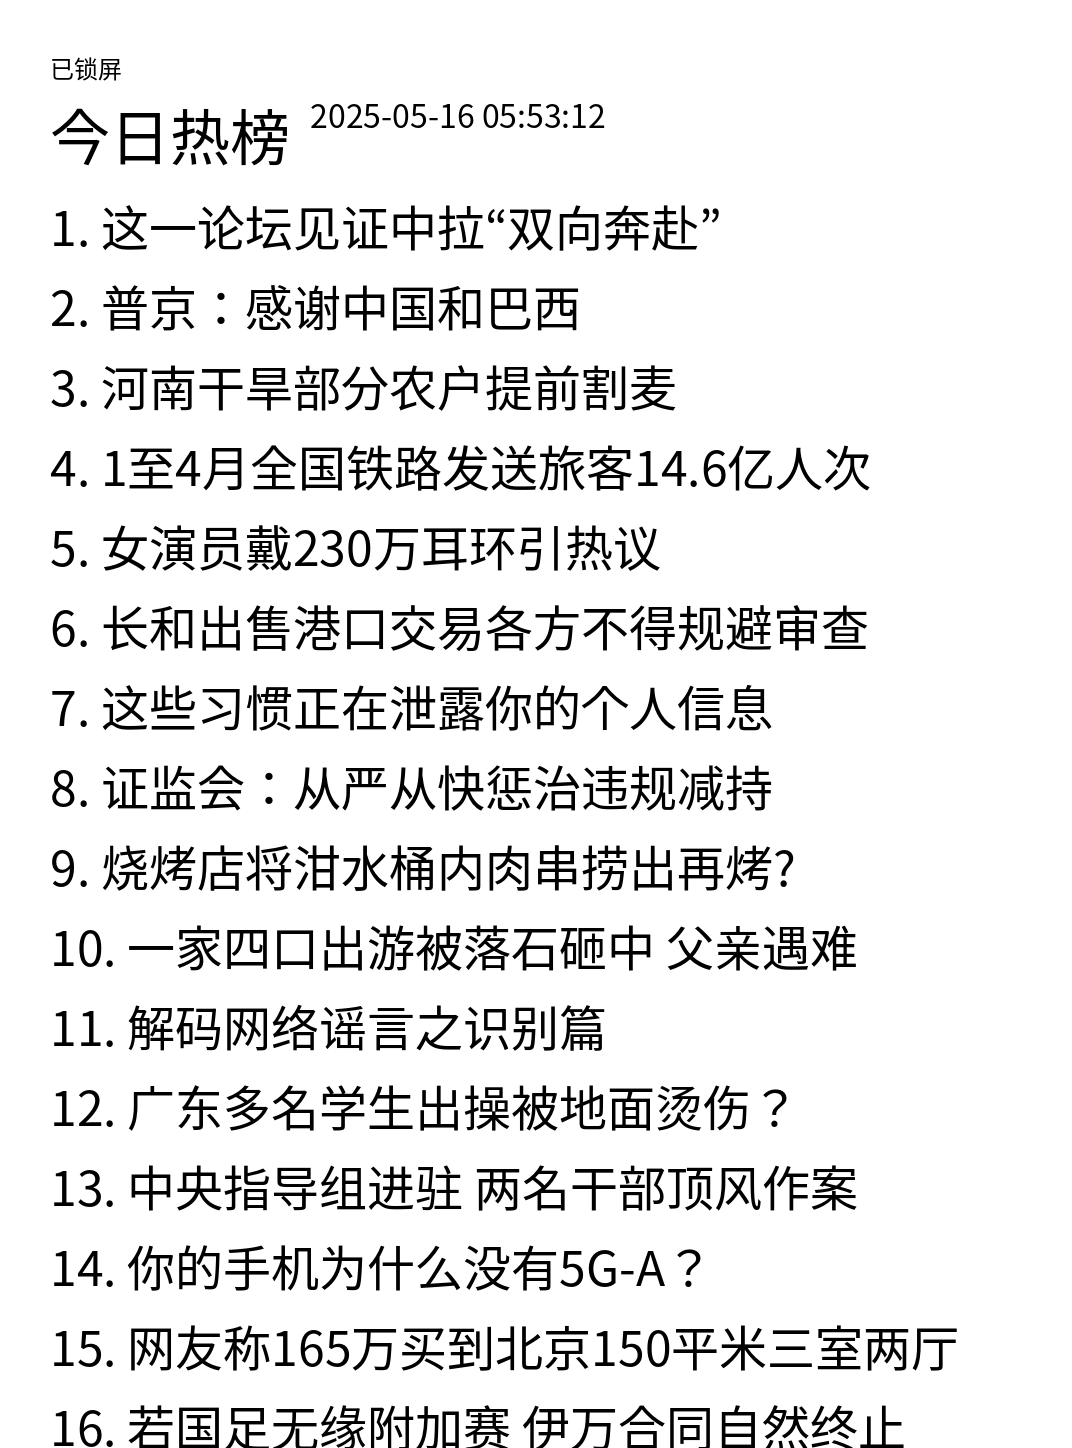 已锁屏
今日热榜 2025-05-16 05:53:12
1. 这一论坛见证中拉“双向奔赴”
2. 普京：感谢中国和巴西
3. 河南干旱部分农户提前割麦
4. 1至4月全国铁路发送旅客14.6亿人次
5. 女演员戴230万耳环引热议
6. 长和出售港口交易各方不得规避审查
7. 这些习惯正在泄露你的个人信息
8. 证监会：从严从快惩治违规减持
9. 烧烤店将泔水桶内肉串捞出再烤?
10. 一家四口出游被落石砸中 父亲遇难
11. 解码网络谣言之识别篇
12. 广东多名学生出操被地面烫伤？
13. 中央指导组进驻 两名干部顶风作案
14. 你的手机为什么没有5G-A？
15. 网友称165万买到北京150平米三室两厅
16. 若国足无缘附加赛 伊万合同自然终止